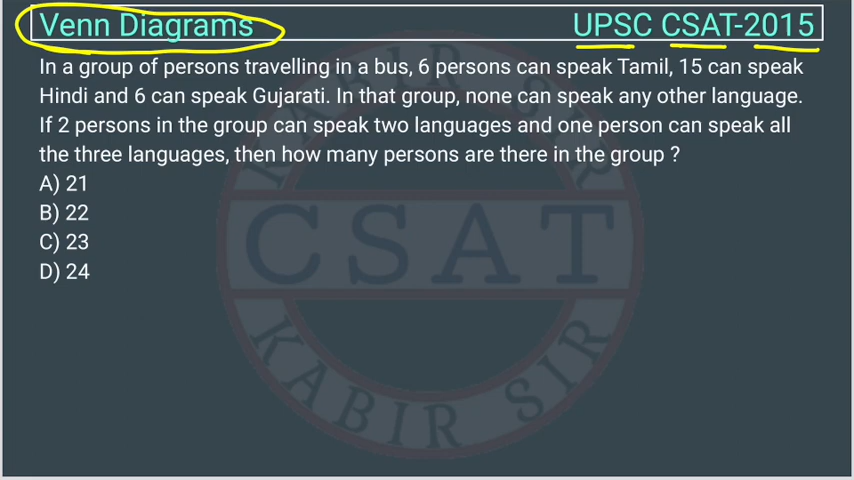 Venn Diagrams UPSC CSAT-2015
In a group of persons travelling in a bus, 6 persons can speak Tamil, 15 can speak
Hindi and 6 can speak Gujarati. In that group, none can speak any other language.
If 2 persons in the group can speak two languages and one person can speak all
the three languages, then how many persons are there in the group ?
A) 21
B) 22
C) 23
D) 24
KABIR SIR
CSAT
KABIR SIR